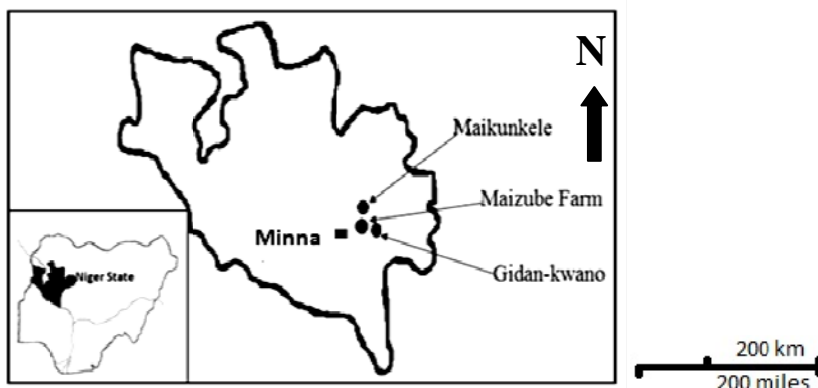 N
Maikunkele
Maizube Farm
Minna
Gidan-kwano
Niger State
200 km
200 miles